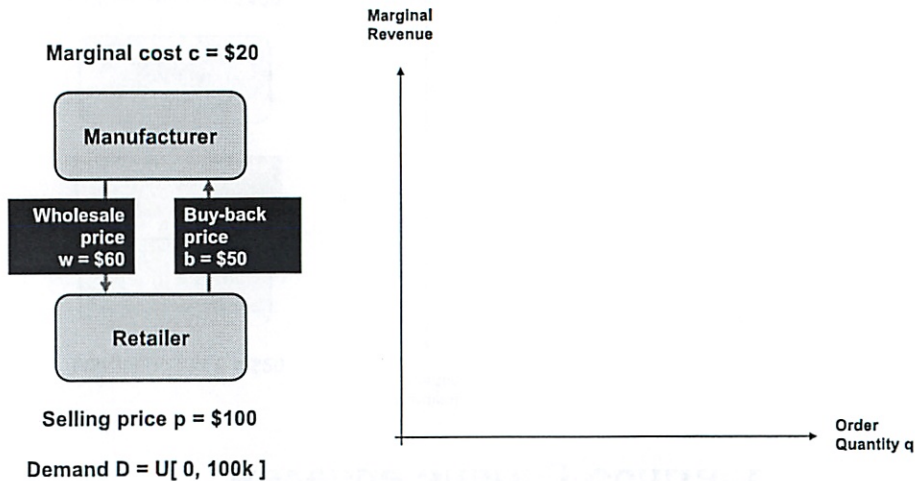 Marginal cost c = $20
Manufacturer
Wholesale
price
w = $60
Buy-back
price
b = $50
Retailer
Selling price p = $100
Demand D = U[ 0, 100k ]
Marginal
Revenue
Order
Quantity q